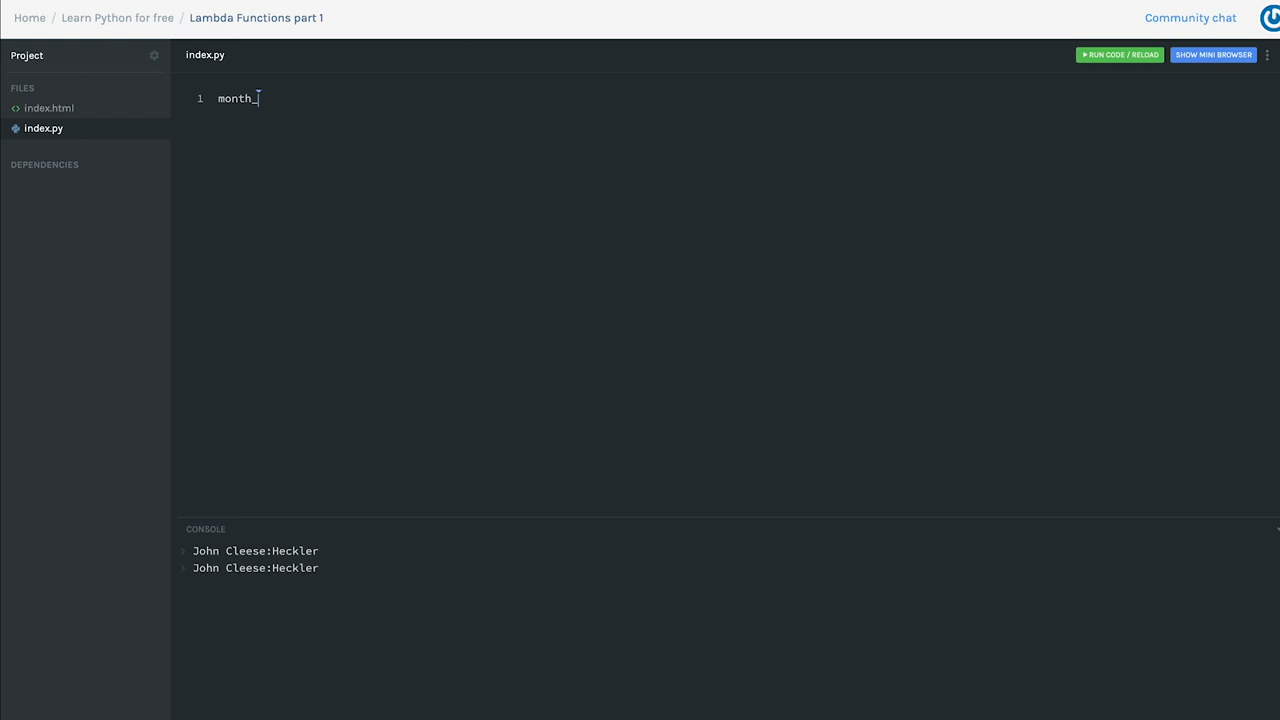 Home / Learn Python for free / Lambda Functions part 1
Community chat
Project
index.py
RUN CODE / RELOAD
SHOW MINI BROWSER
FILES
<> index.html
index.py
DEPENDENCIES
1 month_
CONSOLE
> John Cleese:Heckler
> John Cleese:Heckler